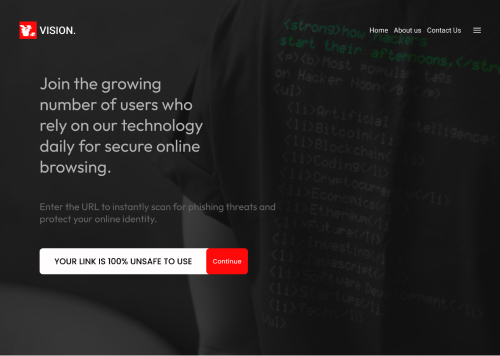 VISION.
Home About us Contact Us
Join the growing
number of users who
rely on our technology
daily for secure online
browsing.
Enter the URL to instantly scan for phishing threats and
protect your online identity.
YOUR LINK IS 100% UNSAFE TO USE
Continue
<strong>how hackers
start their afternoons.</stro
<p><b>Most popular tags
on Hacker Noon</b></p>
<ul>
<li>Artificial Intelligence
<li>Bitcoin</li>
<li>Blockchain</li>
<li>Coding</li>
<li>Cryptocurrency</li>
<li>Economics</li>
<li>Ethereum</li>
<li>Future</li>
<li>Investing</li>
<li>Javascript</li>
<li>Software Development</li>
<li>Startups</li>
<li>Tech</li>